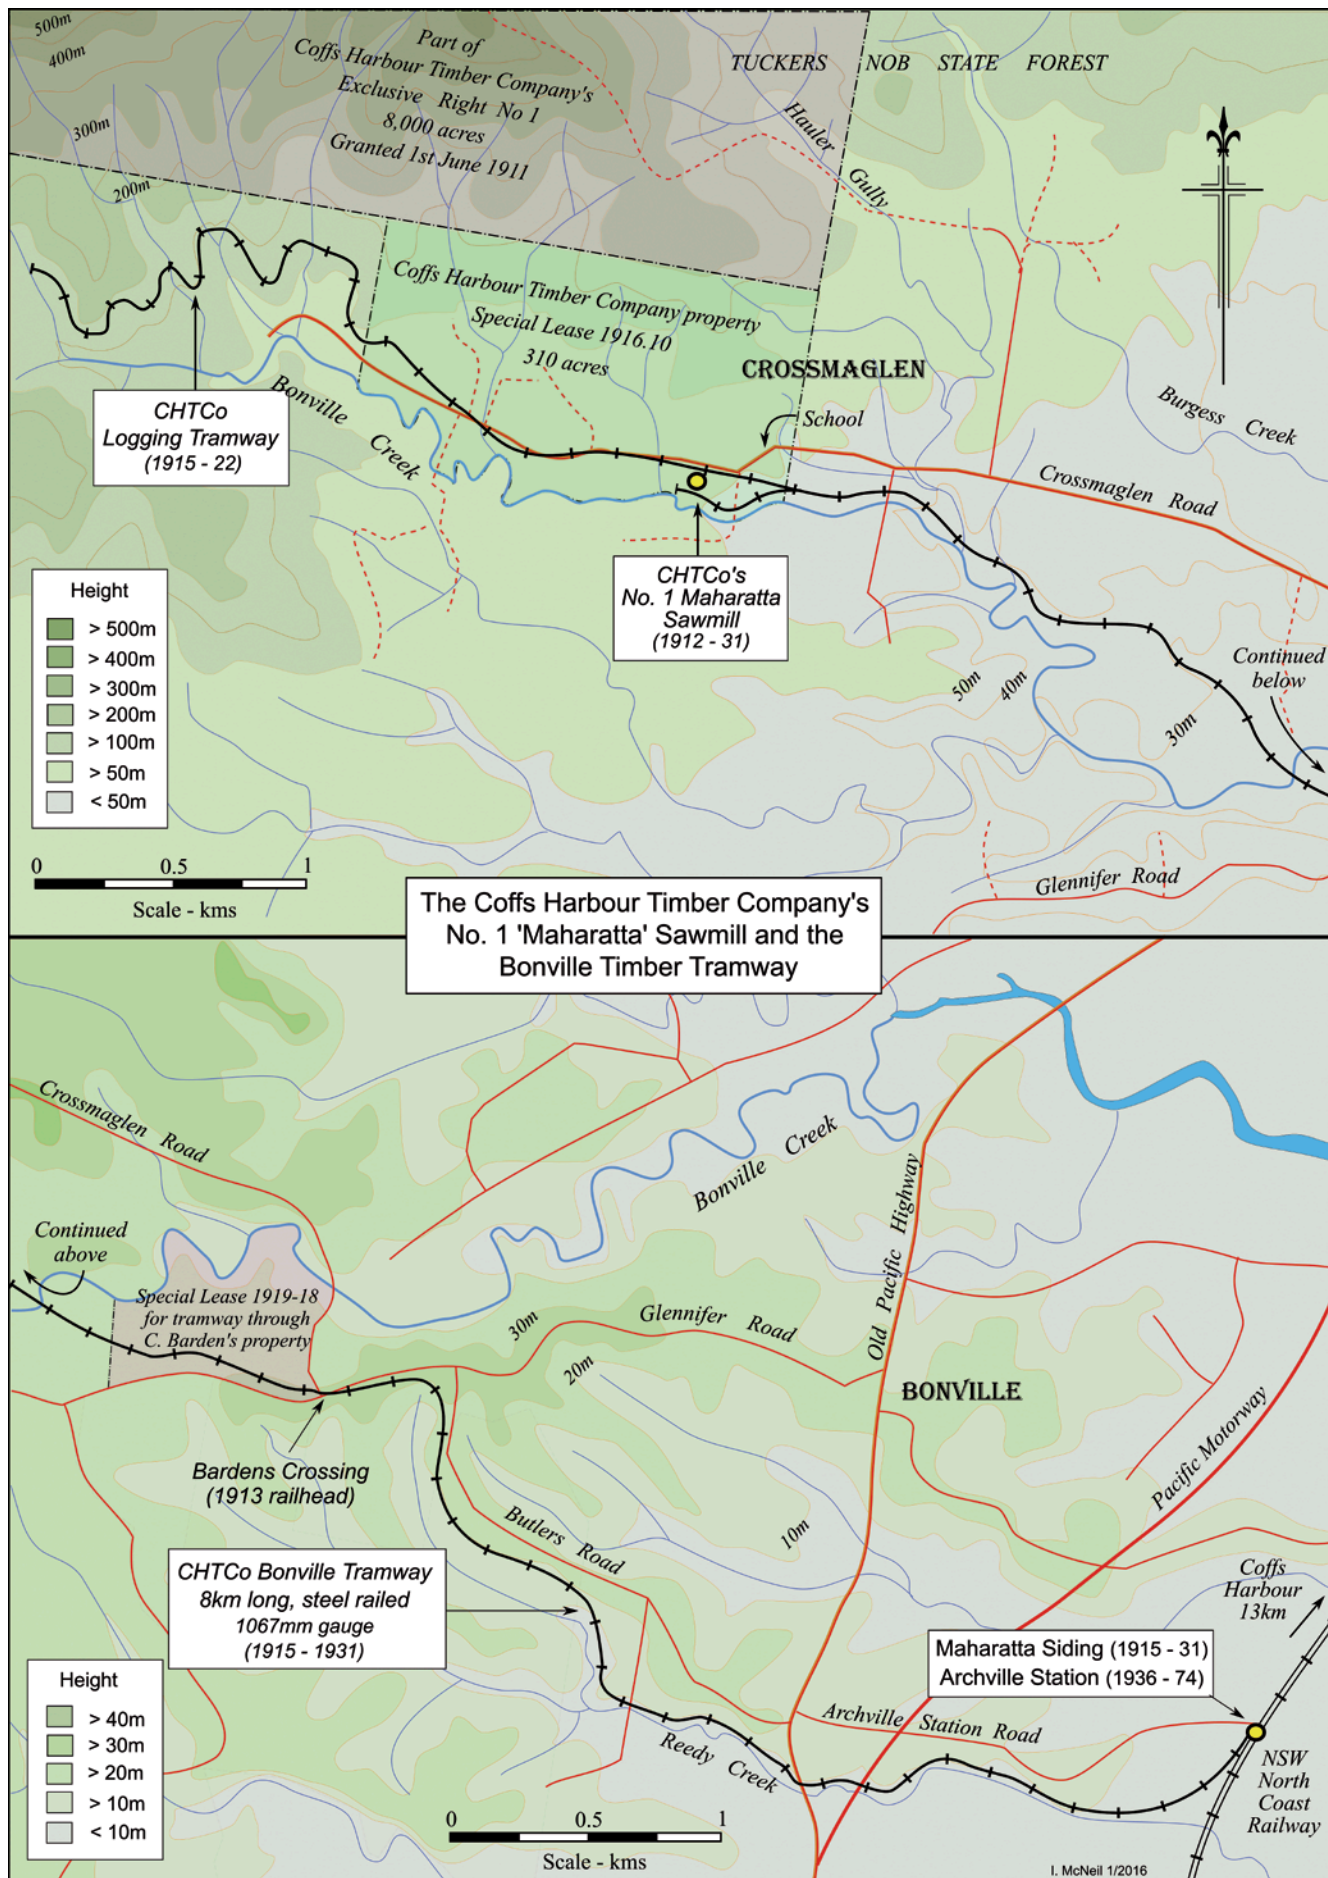 500m
400m
300m
200m
Part of
Coffs Harbour Timber Company's
Exclusive Right No 1
8,000 acres
Granted 1st June 1911
TUCKERS NOB STATE FOREST
Hauler
Gully
Coffs Harbour Timber Company property
Special Lease 1916.10
310 acres
CROSSMAGLEN
School
Burgess Creek
Crossmaglen Road
Bonville
Creek
CHTCo
Logging Tramway
(1915 - 22)
CHTCo's
No. 1 Maharatta
Sawmill
(1912 - 31)
50m
40m
30m
Continued
below
Glennifer Road
Height
> 500m
> 400m
> 300m
> 200m
> 100m
> 50m
< 50m
0 0.5 1
Scale - kms
The Coffs Harbour Timber Company's
No. 1 'Maharatta' Sawmill and the
Bonville Timber Tramway
Crossmaglen Road
Continued
above
Special Lease 1919-18
for tramway through
C. Barden's property
Bonville Creek
Old Pacific Highway
Glennifer Road
30m
20m
10m
BONVILLE
Pacific Motorway
Bardens Crossing
(1913 railhead)
Butlers Road
CHTCo Bonville Tramway
8km long, steel railed
1067mm gauge
(1915 - 1931)
Coffs
Harbour
13km
Maharatta Siding (1915 - 31)
Archville Station (1936 - 74)
Archville Station Road
Reedy Creek
NSW
North
Coast
Railway
Height
> 40m
> 30m
> 20m
> 10m
< 10m
0 0.5 1
Scale - kms
I. McNeil 1/2016